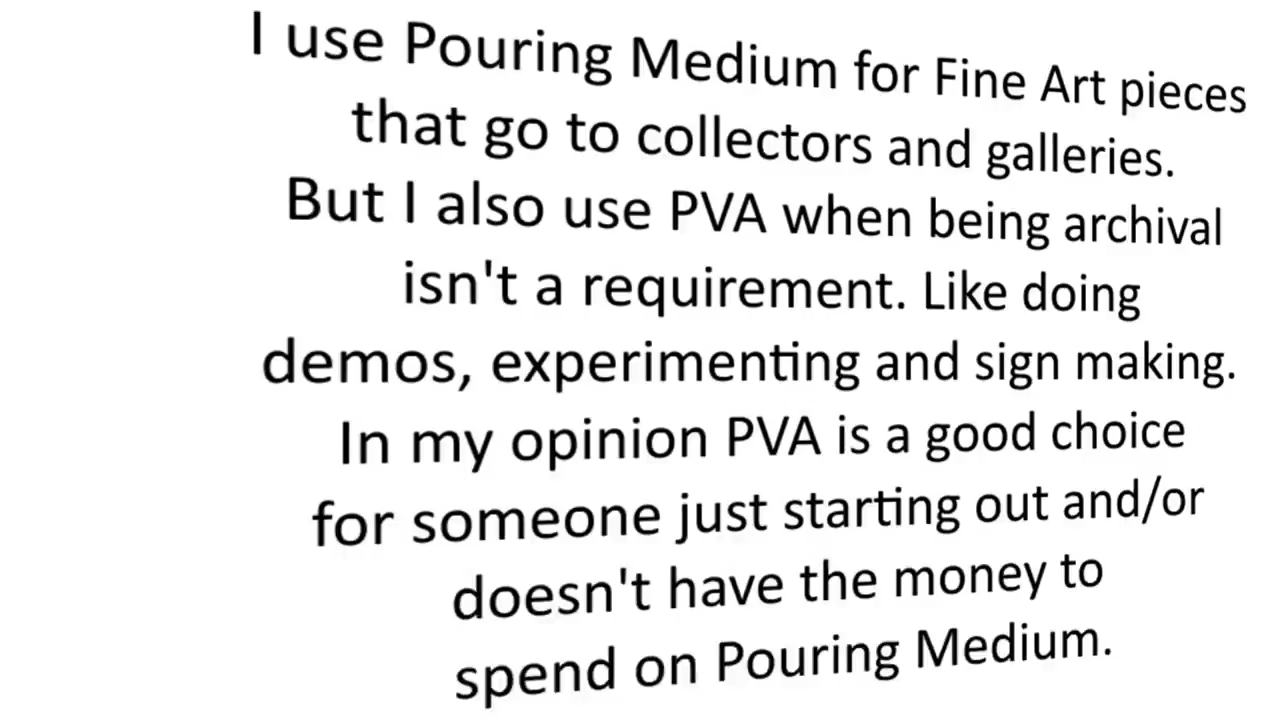 I use Pouring Medium for Fine Art pieces
that go to collectors and galleries.
But I also use PVA when being archival
isn't a requirement. Like doing
demos, experimenting and sign making.
In my opinion PVA is a good choice
for someone just starting out and/or
doesn't have the money to
spend on Pouring Medium.